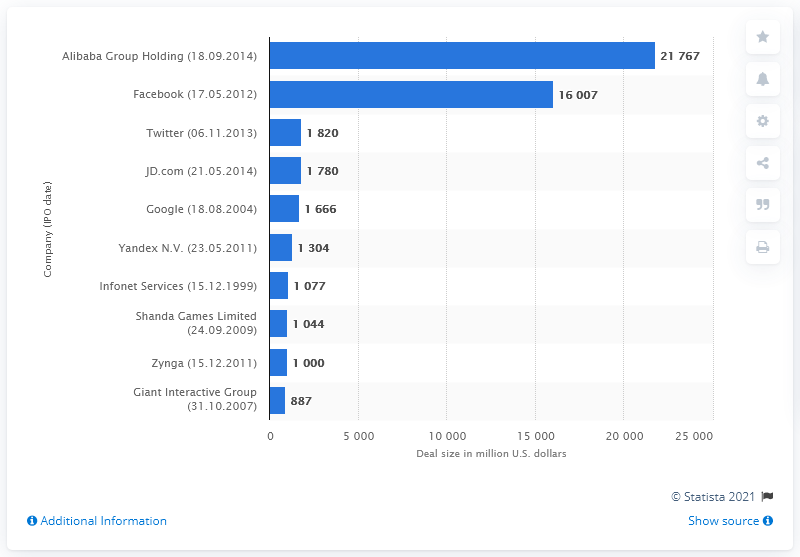 Company (IPO date)
Alibaba Group Holding (18.09.2014)
21 767
Facebook (17.05.2012)
16 007
Twitter (06.11.2013)
1 820
JD.com (21.05.2014)
1 780
Google (18.08.2004)
1 666
Yandex N.V. (23.05.2011)
1 304
Infonet Services (15.12.1999)
1 077
Shanda Games Limited
(24.09.2009)
1 044
Zynga (15.12.2011)
1 000
Giant Interactive Group
(31.10.2007)
887
0 5 000 10 000 15 000 20 000 25 000
Deal size in million U.S. dollars
© Statista 2021
Additional Information
Show source